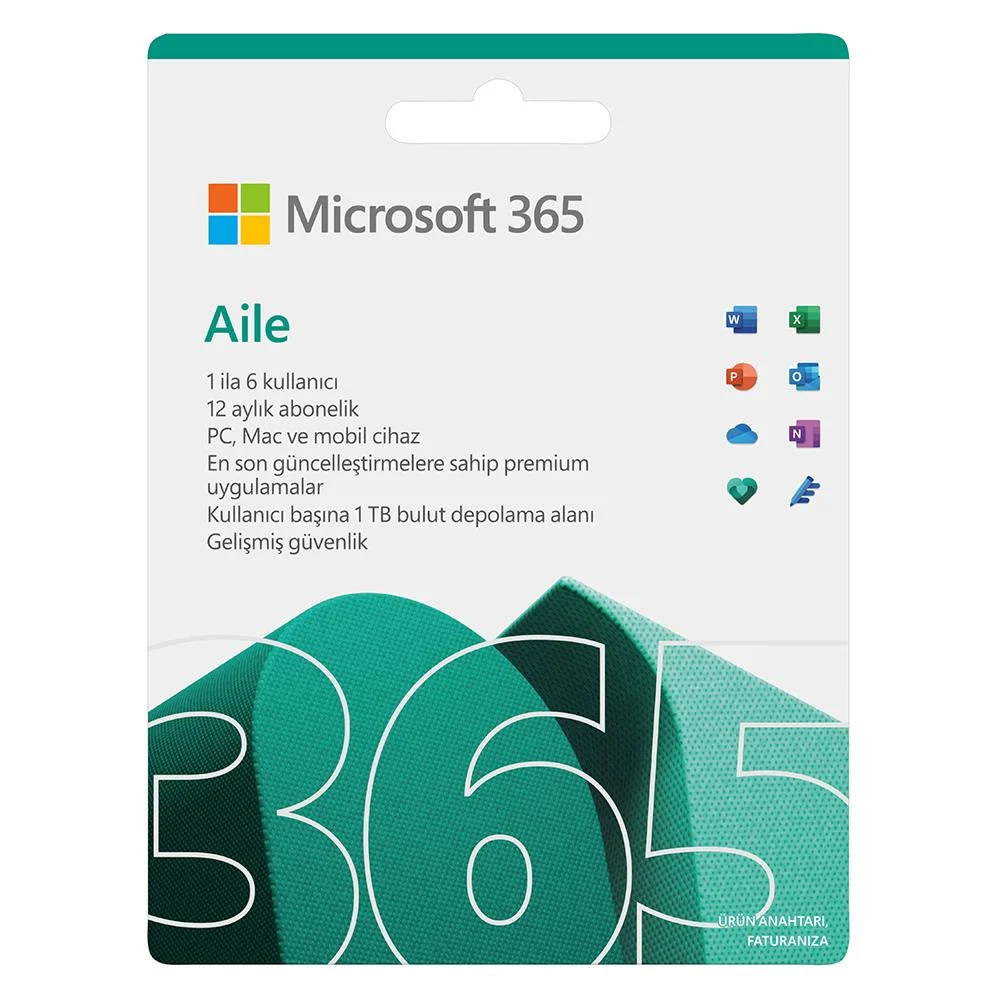 Microsoft 365
Aile
1 ila 6 kullanıcı
12 aylık abonelik
PC, Mac ve mobil cihaz
En son güncelleştirmelere sahip premium
uygulamalar
Kullanıcı başına 1 TB bulut depolama alanı
Gelişmiş güvenlik
W X
P O
N
365
ÜRÜN ANAHTARI,
FATURANIZA